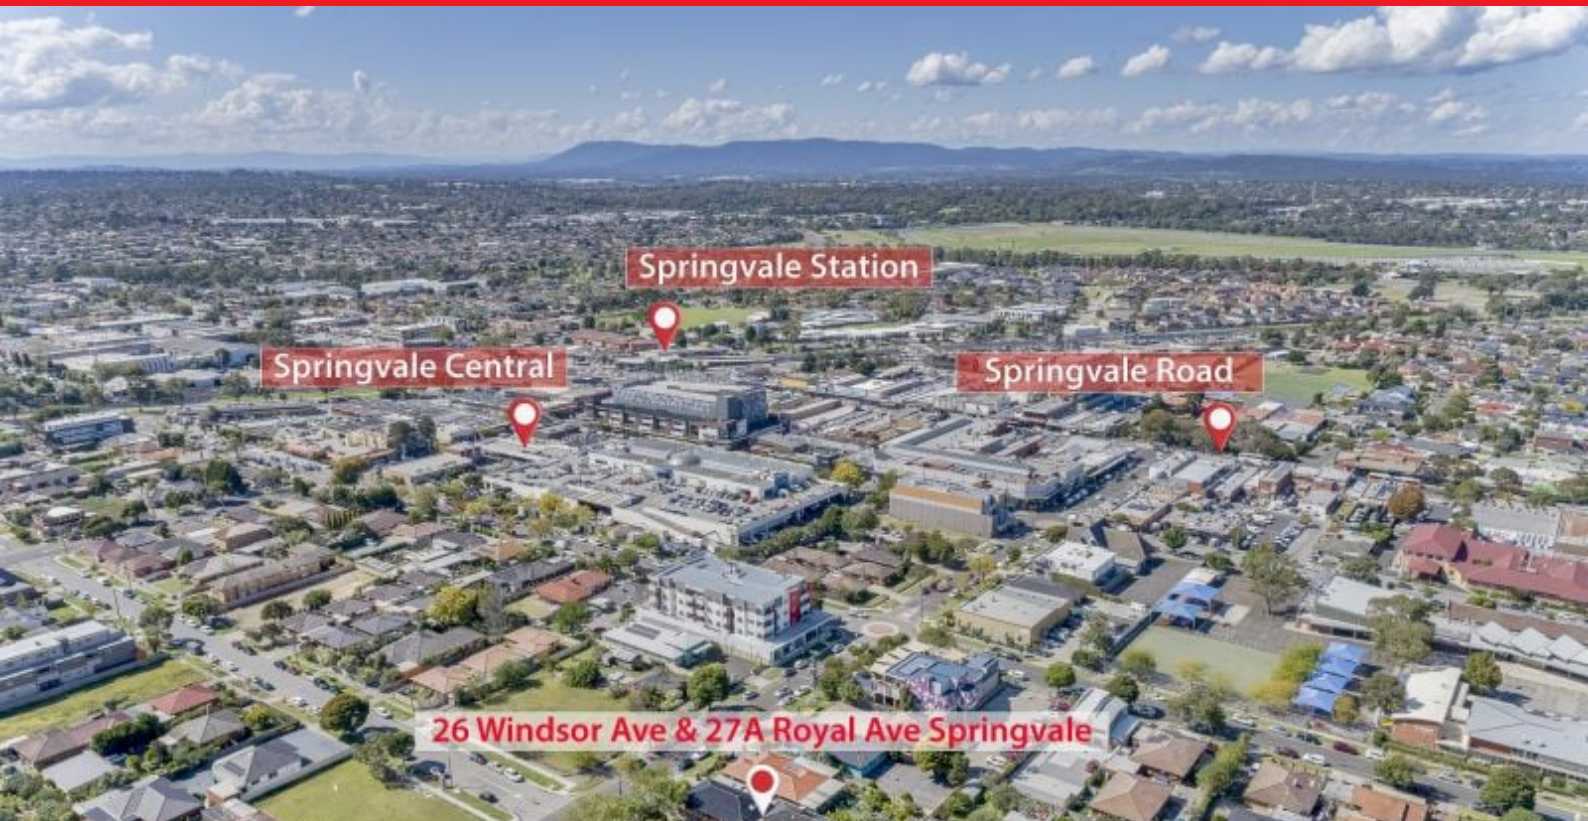 Springvale Station
Springvale Central
Springvale Road
26 Windsor Ave & 27A Royal Ave Springvale